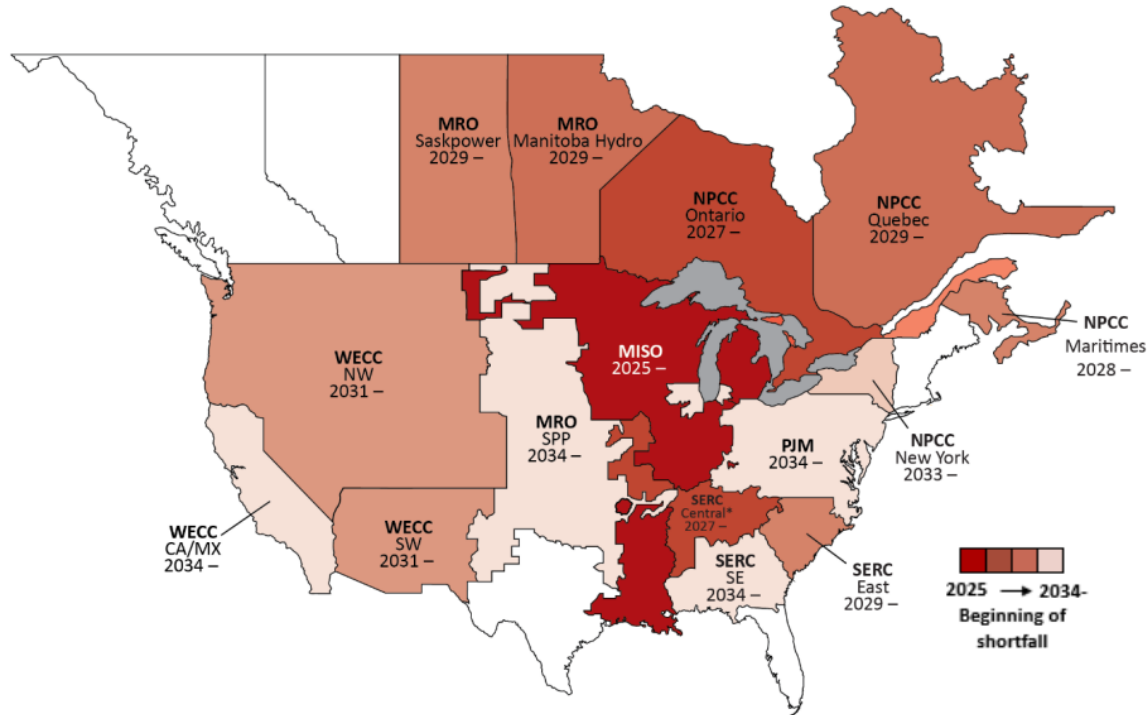 MRO
Saskpower
2029 –
MRO
Manitoba Hydro
2029 –
NPCC
Ontario
2027 –
NPCC
Quebec
2029 –
NPCC
Maritimes
2028 –
WECC
NW
2031 –
MISO
2025 –
MRO
SPP
2034 –
PJM
2034 –
NPCC
New York
2033 –
WECC
CA/MX
2034 –
WECC
SW
2031 –
SERC
Central*
2027 –
SERC
SE
2034 –
SERC
East
2029 –
2025 → 2034-
Beginning of
shortfall